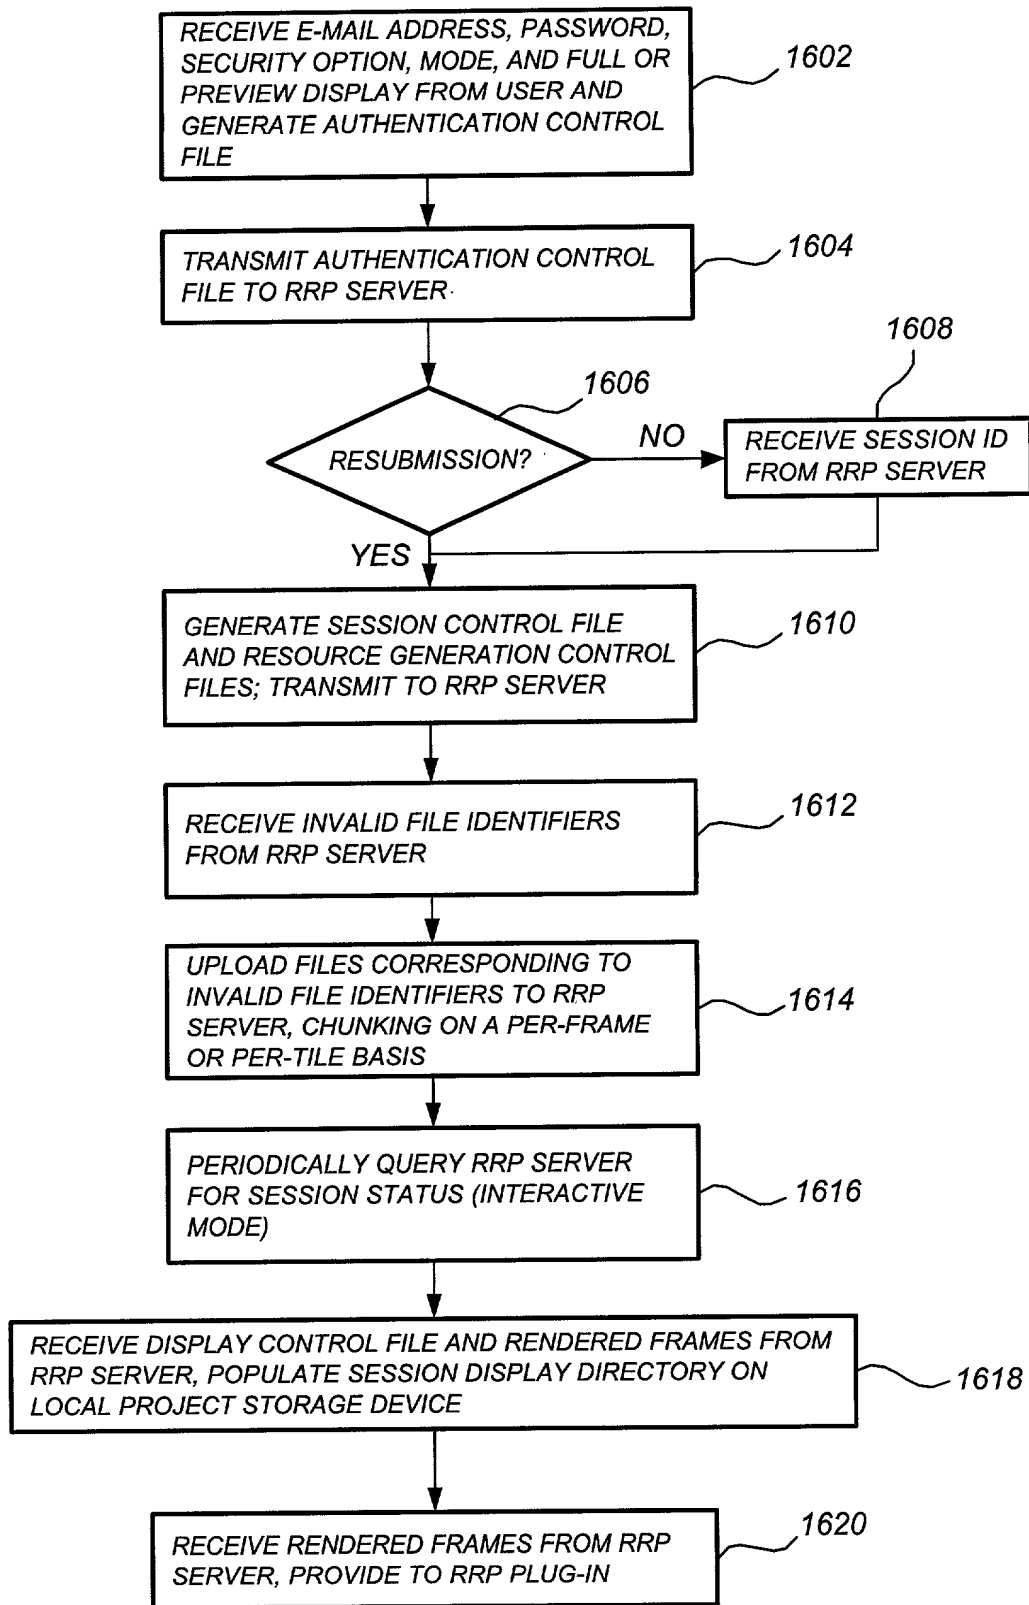 RECEIVE E-MAIL ADDRESS, PASSWORD,
SECURITY OPTION, MODE, AND FULL OR
PREVIEW DISPLAY FROM USER AND
GENERATE AUTHENTICATION CONTROL
FILE
1602
TRANSMIT AUTHENTICATION CONTROL
FILE TO RRP SERVER
1604
RESUBMISSION?
1606
NO
RECEIVE SESSION ID
FROM RRP SERVER
1608
YES
GENERATE SESSION CONTROL FILE
AND RESOURCE GENERATION CONTROL
FILES; TRANSMIT TO RRP SERVER
1610
RECEIVE INVALID FILE IDENTIFIERS
FROM RRP SERVER
1612
UPLOAD FILES CORRESPONDING TO
INVALID FILE IDENTIFIERS TO RRP
SERVER, CHUNKING ON A PER-FRAME
OR PER-TILE BASIS
1614
PERIODICALLY QUERY RRP SERVER
FOR SESSION STATUS (INTERACTIVE
MODE)
1616
RECEIVE DISPLAY CONTROL FILE AND RENDERED FRAMES FROM
RRP SERVER, POPULATE SESSION DISPLAY DIRECTORY ON
LOCAL PROJECT STORAGE DEVICE
1618
RECEIVE RENDERED FRAMES FROM RRP
SERVER, PROVIDE TO RRP PLUG-IN
1620